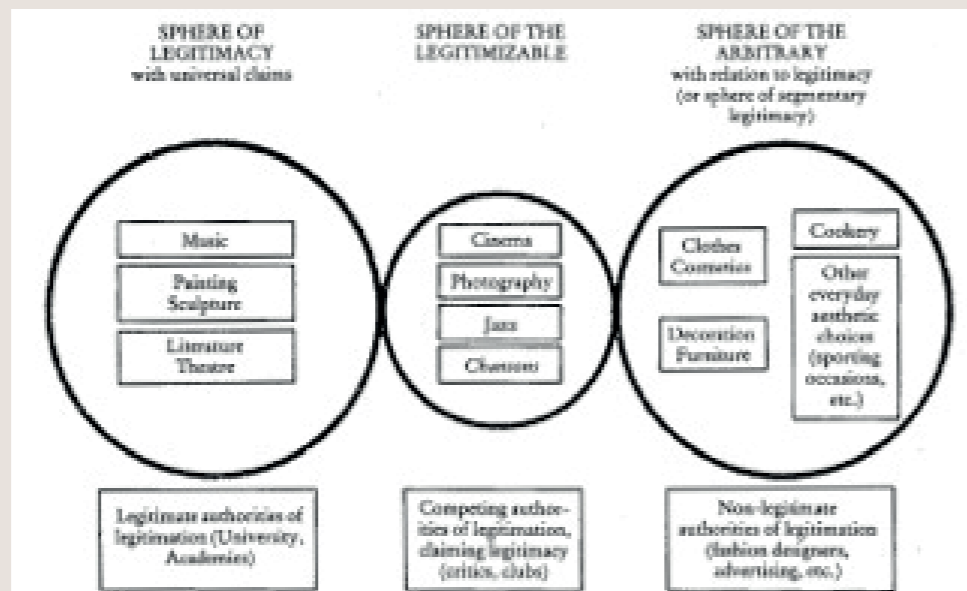 SPHERE OF
LEGITIMACY
with universal claims
SPHERE OF THE
LEGITIMIZABLE
SPHERE OF THE
ARBITRARY
with relation to legitimacy
(or sphere of segmentary
legitimacy)
Music
Painting
Sculpture
Literature
Theatre
Cinema
Photography
Jazz
Chansons
Clothes
Cosmetics
Decoration
Furniture
Cookery
Other
everyday
aesthetic
choices
(sporting
occasions,
etc.)
Legitimate authorities of
legitimation (University,
Academies)
Competing author-
ities of legitimation,
claiming legitimacy
(critics, clubs)
Non-legitimate
authorities of legitimation
(fashion designers,
advertising, etc.)